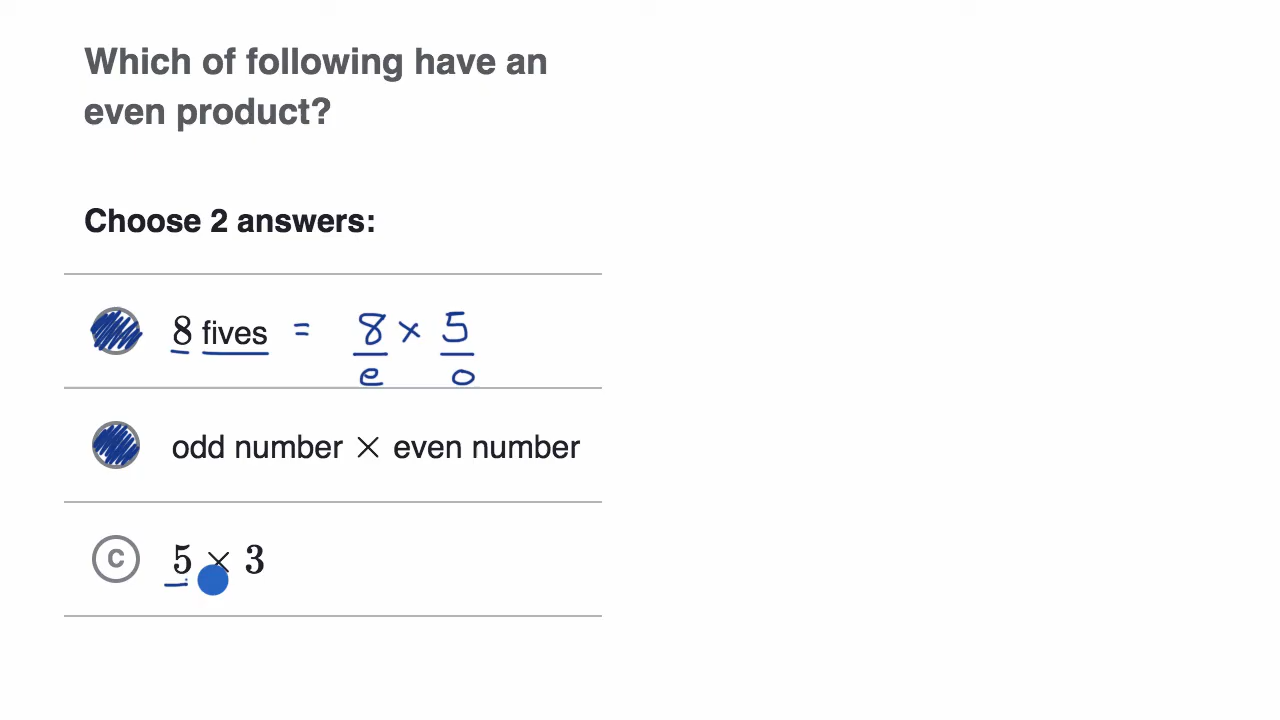 Which of following have an
even product?
Choose 2 answers:
8 fives = 8 × 5
e o
odd number × even number
C 5 × 3